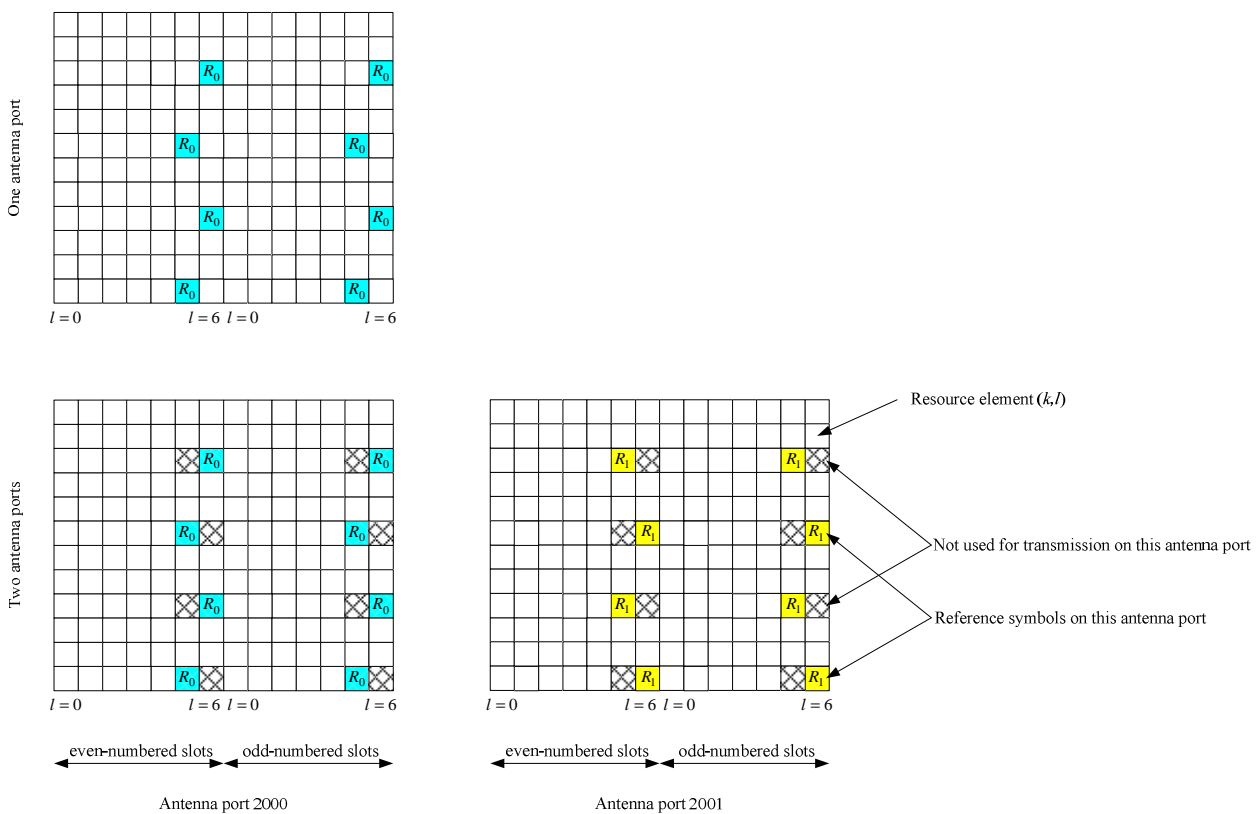 One antenna port
R0 R0
R0 R0
R0 R0
R0 R0
l = 0 l = 6 l = 0 l = 6
Two antenna ports
R0 R0
R0 R0
R0 R0
R0 R0
l = 0 l = 6 l = 0 l = 6
even-numbered slots odd-numbered slots
Antenna port 2000
R1 R1
R1 R1
R1 R1
R1 R1
l = 0 l = 6 l = 0 l = 6
even-numbered slots odd-numbered slots
Antenna port 2001
Resource element (k,l)
Not used for transmission on this antenna port
Reference symbols on this antenna port